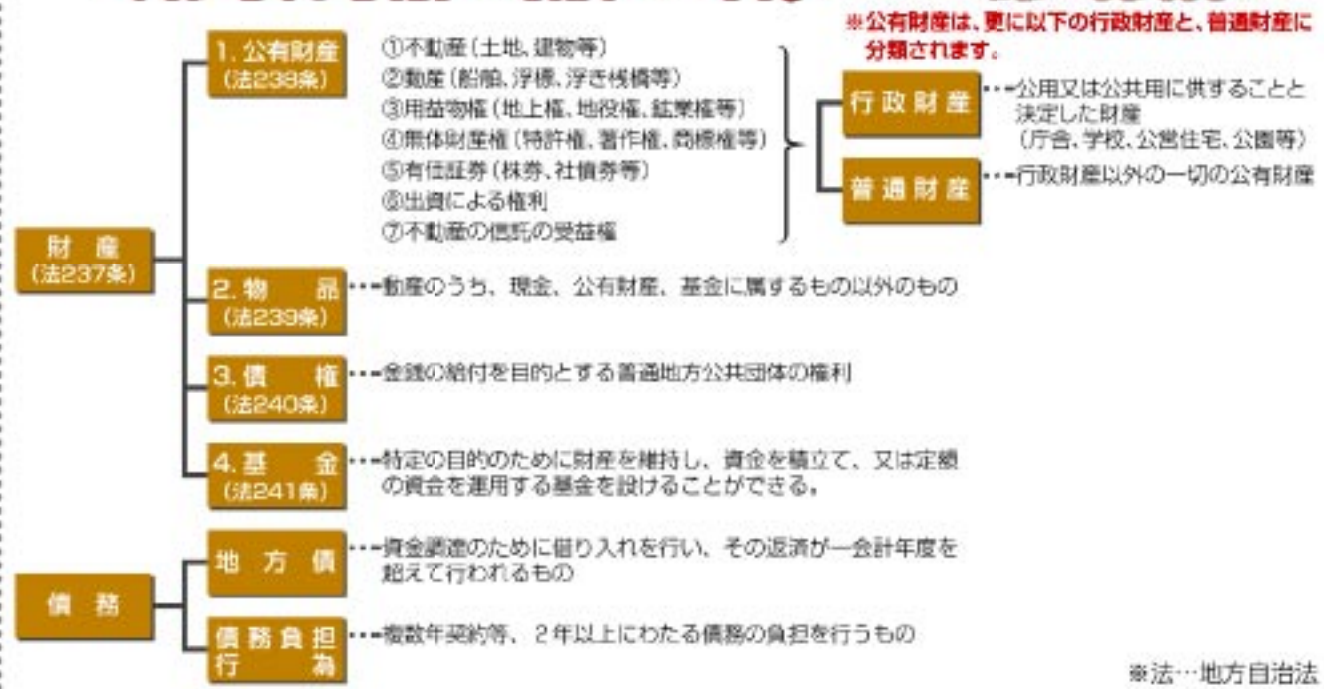 ※公有財産は、更に以下の行政財産と、普通財産に
分類されます。
1.公有財産
(法238条)
①不動産(土地、建物等)
②動産(船舶、浮標、浮き桟橋等)
③用益物権(地上権、地役権、鉱業権等)
④無体財産権(特許権、著作権、商標権等)
⑤有価証券(株券、社債券等)
⑥出資による権利
⑦不動産の信託の受益権
行政財産
…公用又は公共用に供することと
決定した財産
(庁舎、学校、公営住宅、公園等)
普通財産
…行政財産以外の一切の公有財産
財産
(法237条)
2.物 品
(法239条)
…動産のうち、現金、公有財産、基金に属するもの以外のもの
3.債 権
(法240条)
…金銭の給付を目的とする普通地方公共団体の権利
4.基 金
(法241条)
…特定の目的のために財産を維持し、資金を積立て、又は定額
の資金を運用する基金を設けることができる。
債務
地方債
…資金調達のために借り入れを行い、その返済が一会計年度を
超えて行われるもの
債務負担
行 為
…複数年契約等、2年以上にわたる債務の負担を行うもの
※法…地方自治法